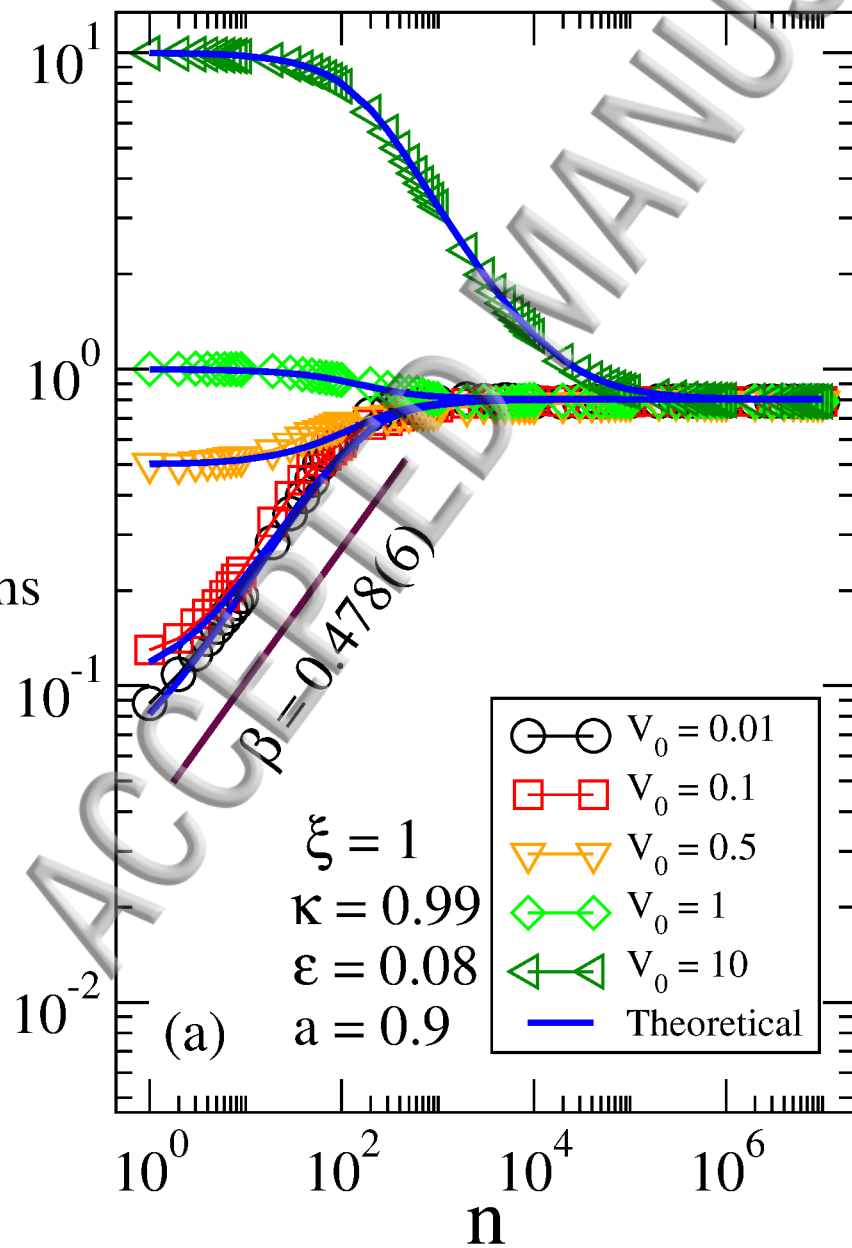 n
10^1
10^0
10^-1
10^-2
ms
β = 0.478(6)
ξ = 1
κ = 0.99
ε = 0.08
a = 0.9
(a)
V_0 = 0.01
V_0 = 0.1
V_0 = 0.5
V_0 = 1
V_0 = 10
Theoretical
10^0 10^2 10^4 10^6
n
ACCEPTED MANUS